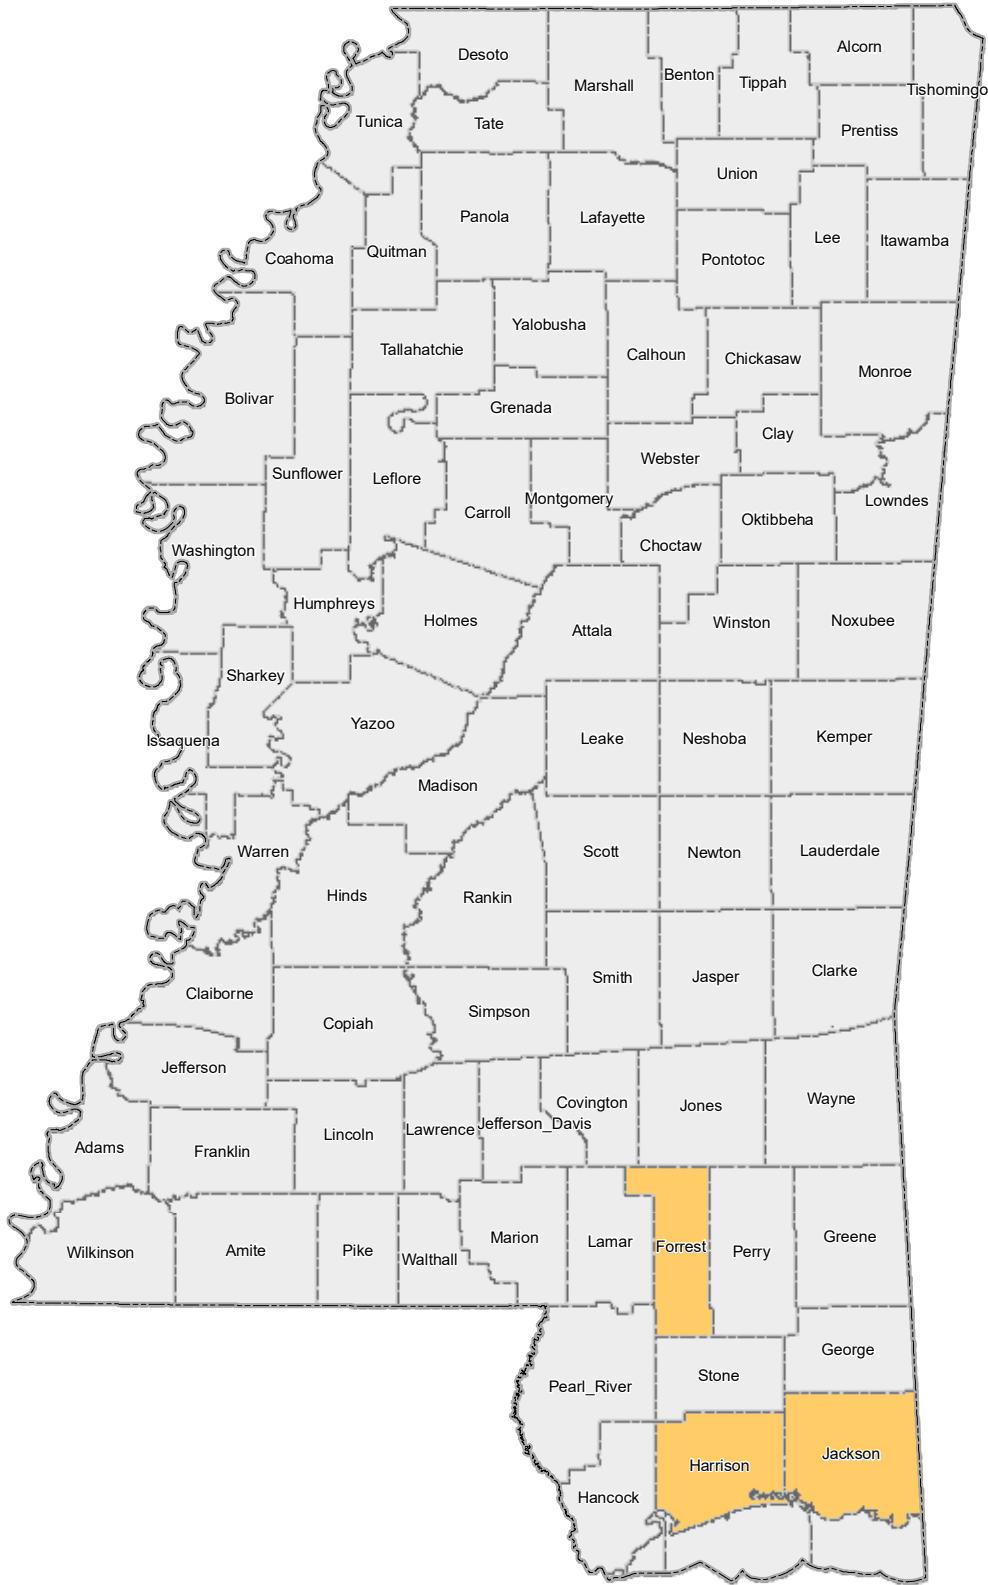 Desoto
Marshall
Benton
Tippah
Alcorn
Tishomingo
Tunica
Tate
Prentiss
Union
Panola
Lafayette
Lee
Itawamba
Coahoma
Quitman
Pontotoc
Yalobusha
Tallahatchie
Calhoun
Chickasaw
Monroe
Bolivar
Grenada
Clay
Sunflower
Leflore
Webster
Montgomery
Lowndes
Carroll
Oktibbeha
Washington
Choctaw
Humphreys
Holmes
Attala
Winston
Noxubee
Sharkey
Yazoo
Issaquena
Leake
Neshoba
Kemper
Madison
Warren
Scott
Newton
Lauderdale
Hinds
Rankin
Smith
Jasper
Clarke
Claiborne
Copiah
Simpson
Jefferson
Covington
Jones
Wayne
Adams
Franklin
Lincoln
Lawrence
Jefferson_Davis
Wilkinson
Amite
Pike
Walthall
Marion
Lamar
Forrest
Perry
Greene
George
Pearl_River
Stone
Jackson
Harrison
Hancock